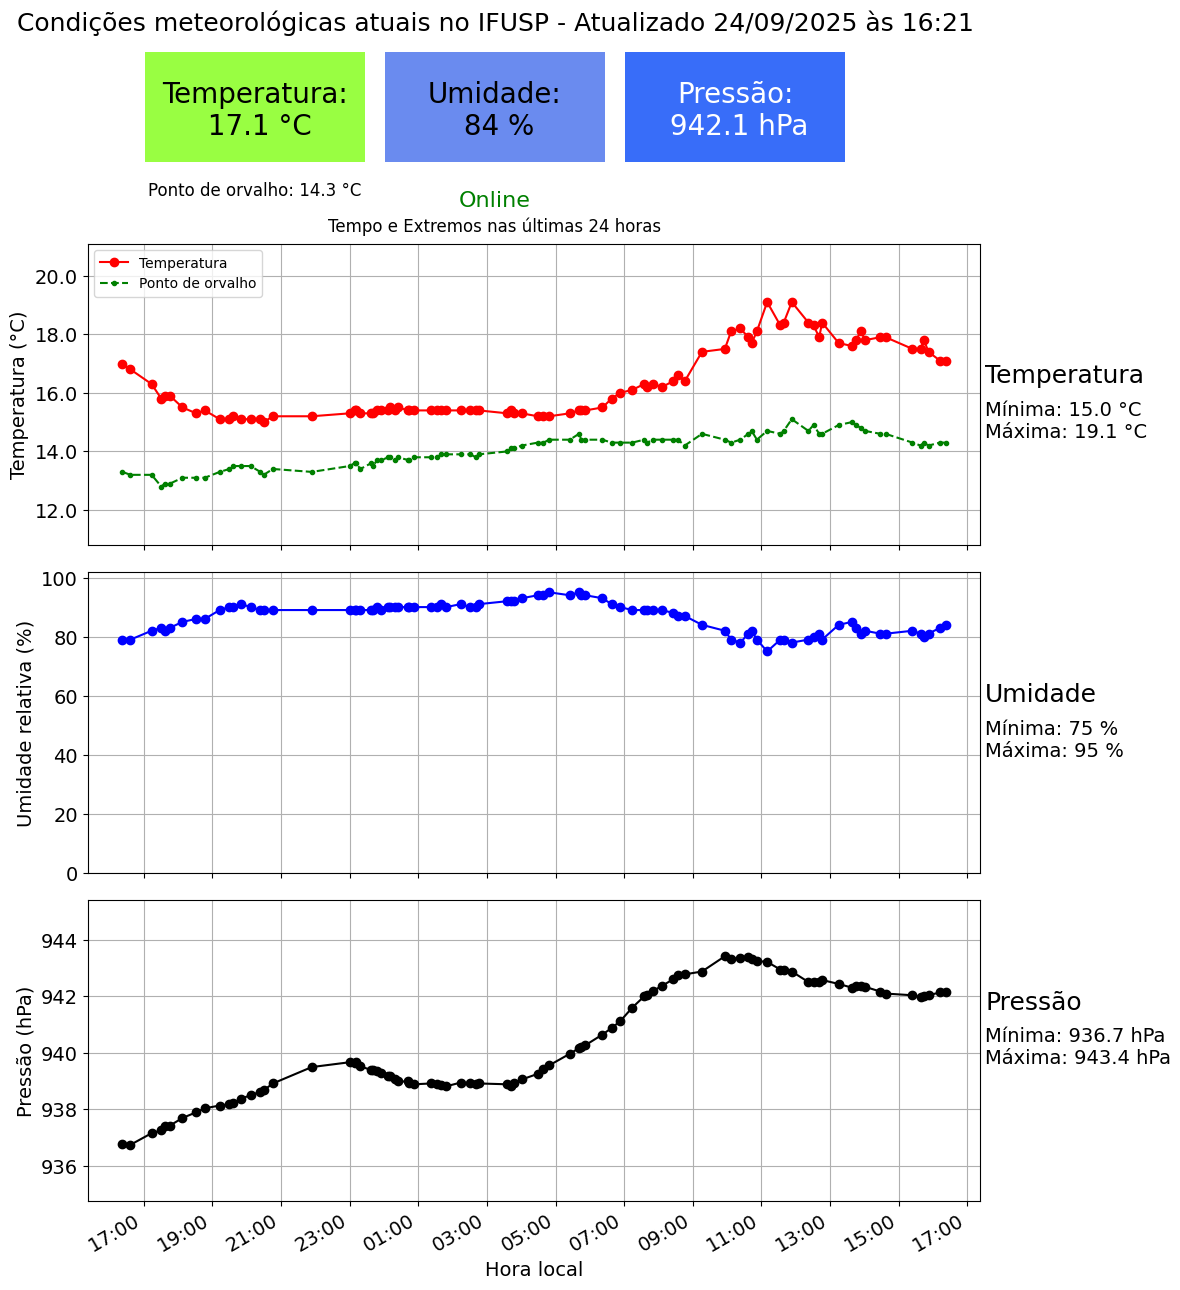 Condições meteorológicas atuais no IFUSP - Atualizado 24/09/2025 às 16:21
Temperatura:
17.1 °C
Umidade:
84 %
Pressão:
942.1 hPa
Ponto de orvalho: 14.3 °C
Online
Tempo e Extremos nas últimas 24 horas
Temperatura
Ponto de orvalho
Temperatura (°C)
20.0
18.0
16.0
14.0
12.0
Temperatura
Mínima: 15.0 °C
Máxima: 19.1 °C
Umidade relativa (%)
100
80
60
40
20
0
Umidade
Mínima: 75 %
Máxima: 95 %
Pressão (hPa)
944
942
940
938
936
Pressão
Mínima: 936.7 hPa
Máxima: 943.4 hPa
17:00 19:00 21:00 23:00 01:00 03:00 05:00 07:00 09:00 11:00 13:00 15:00 17:00
Hora local